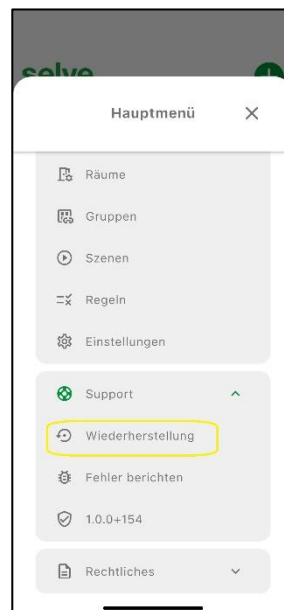 selve
Hauptmenü
Räume
Gruppen
Szenen
Regeln
Einstellungen
Support
Wiederherstellung
Fehler berichten
1.0.0+154
Rechtliches